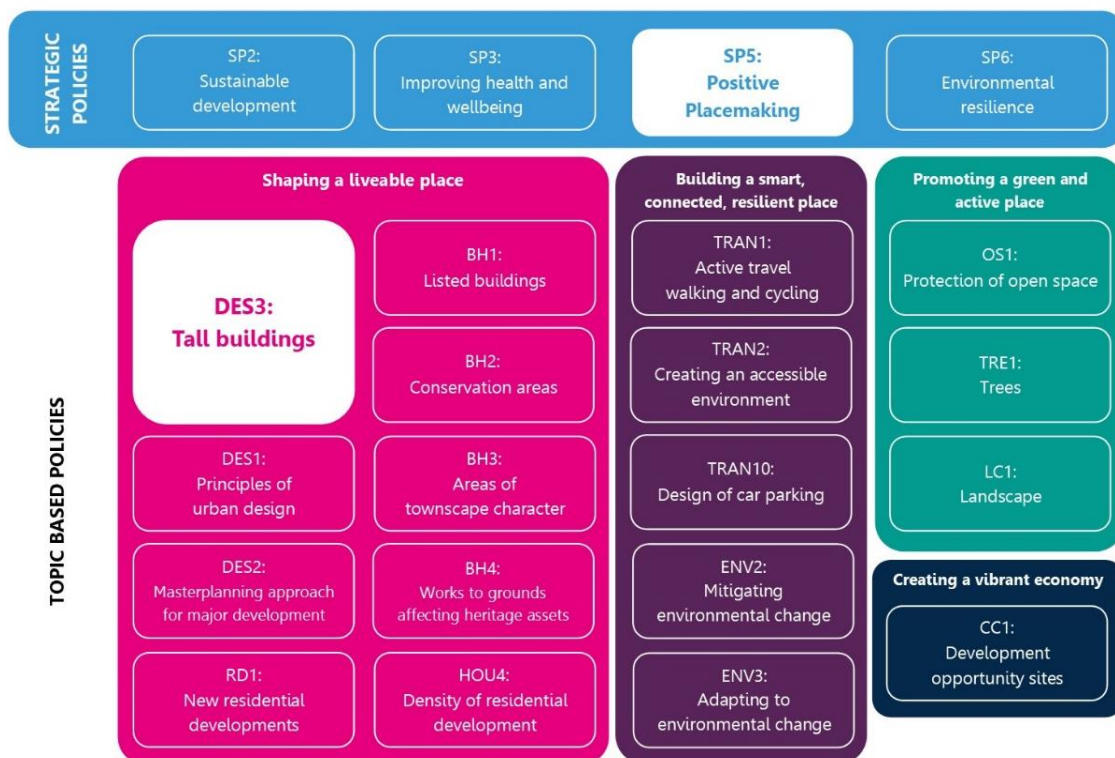 STRATEGIC
POLICIES
SP2:
Sustainable
development
SP3:
Improving health and
wellbeing
SP5:
Positive
Placemaking
SP6:
Environmental
resilience
TOPIC BASED POLICIES
Shaping a liveable place
DES3:
Tall buildings
BH1:
Listed buildings
BH2:
Conservation areas
DES1:
Principles of
urban design
BH3:
Areas of
townscape character
DES2:
Masterplanning approach
for major development
BH4:
Works to grounds
affecting heritage assets
RD1:
New residential
developments
HOU4:
Density of residential
development
Building a smart,
connected, resilient place
TRAN1:
Active travel
walking and cycling
TRAN2:
Creating an accessible
environment
TRAN10:
Design of car parking
ENV2:
Mitigating
environmental change
ENV3:
Adapting to
environmental change
Promoting a green and
active place
OS1:
Protection of open space
TRE1:
Trees
LC1:
Landscape
Creating a vibrant economy
CC1:
Development
opportunity sites